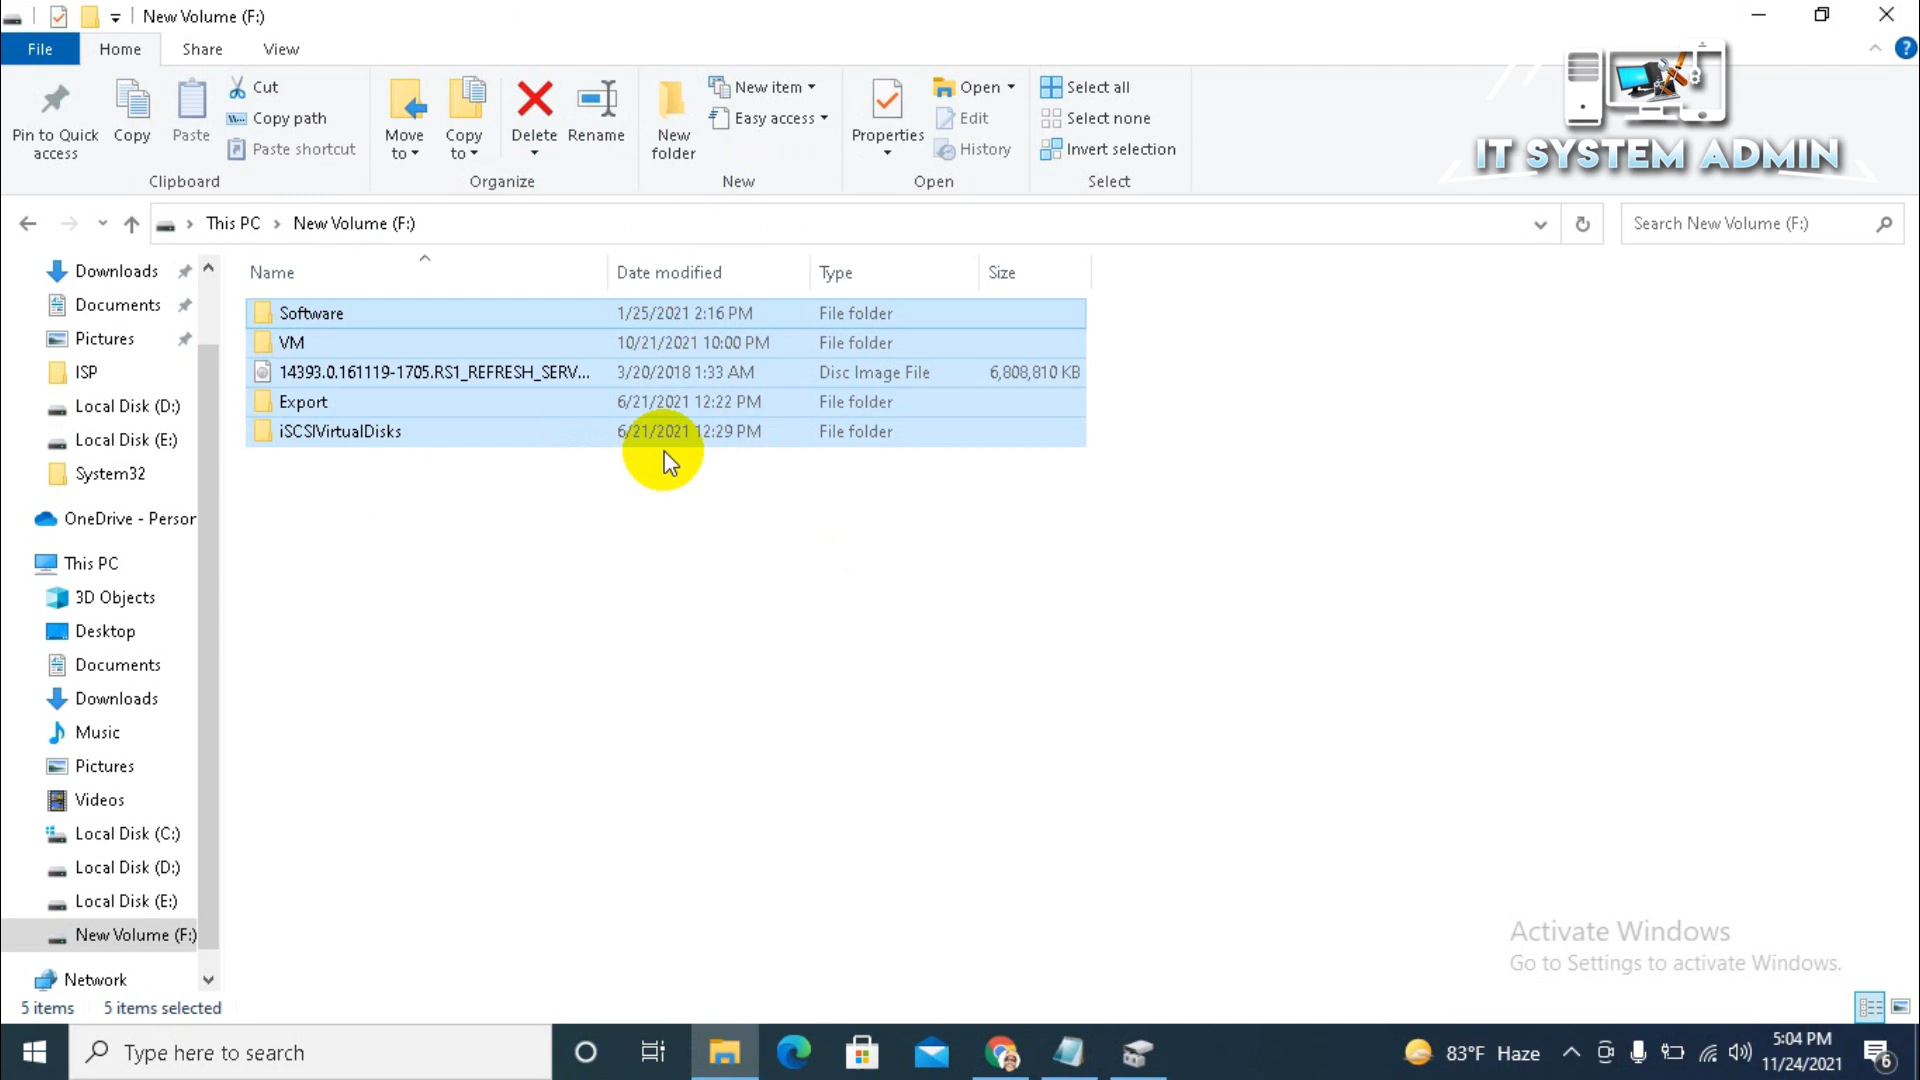 New Volume (F:)
File Home Share View
Pin to Quick access
Copy
Paste
Cut
Copy path
Paste shortcut
Clipboard
Move to
Copy to
Delete
Rename
Organize
New folder
New item
Easy access
New
Properties
Open
Edit
History
Open
Select all
Select none
Invert selection
Select
IT SYSTEM ADMIN
This PC New Volume (F:)
Search New Volume (F:)
Name Date modified Type Size
Software 1/25/2021 2:16 PM File folder
VM 10/21/2021 10:00 PM File folder
14393.0.161119-1705.RS1_REFRESH_SERV... 3/20/2018 1:33 AM Disc Image File 6,808,810 KB
Export 6/21/2021 12:22 PM File folder
iSCSIVirtualDisks 6/21/2021 12:29 PM File folder
Downloads
Documents
Pictures
ISP
Local Disk (D:)
Local Disk (E:)
System32
OneDrive - Person
This PC
3D Objects
Desktop
Documents
Downloads
Music
Pictures
Videos
Local Disk (C:)
Local Disk (D:)
Local Disk (E:)
New Volume (F:)
Network
5 items 5 items selected
Activate Windows
Go to Settings to activate Windows.
Type here to search
83°F Haze
5:04 PM
11/24/2021
6